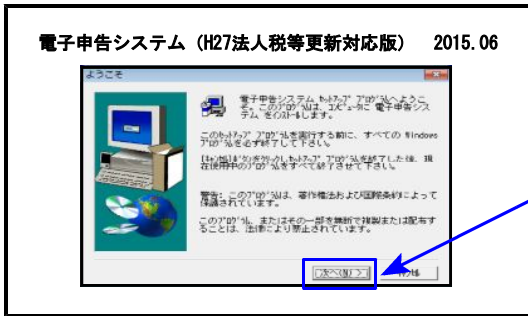 電子申告システム（H27法人税等更新対応版）　2015.06
ようこそ
電子申告システム ｾｯﾄｱｯﾌﾟ ﾌﾟﾛｸﾞﾗﾑへようこ
そ。このﾌﾟﾛｸﾞﾗﾑは、ｺﾝﾋﾟｭｰﾀに 電子申告シス
テム をｲﾝｽﾄｰﾙします。
このｾｯﾄｱｯﾌﾟ ﾌﾟﾛｸﾞﾗﾑを実行する前に、すべての Windows
ﾌﾟﾛｸﾞﾗﾑを必ず終了して下さい。
[ｷｬﾝｾﾙ]ﾎﾞﾀﾝをｸﾘｯｸしｾｯﾄｱｯﾌﾟ ﾌﾟﾛｸﾞﾗﾑを終了した後、現
在使用中のﾌﾟﾛｸﾞﾗﾑをすべて終了させて下さい。
警告: このﾌﾟﾛｸﾞﾗﾑは、著作権法および国際条約によって
保護されています。
このﾌﾟﾛｸﾞﾗﾑ、またはその一部を無断で複製または配布す
ることは、法律により禁止されています。
次へ(N) >
ｷｬﾝｾﾙ